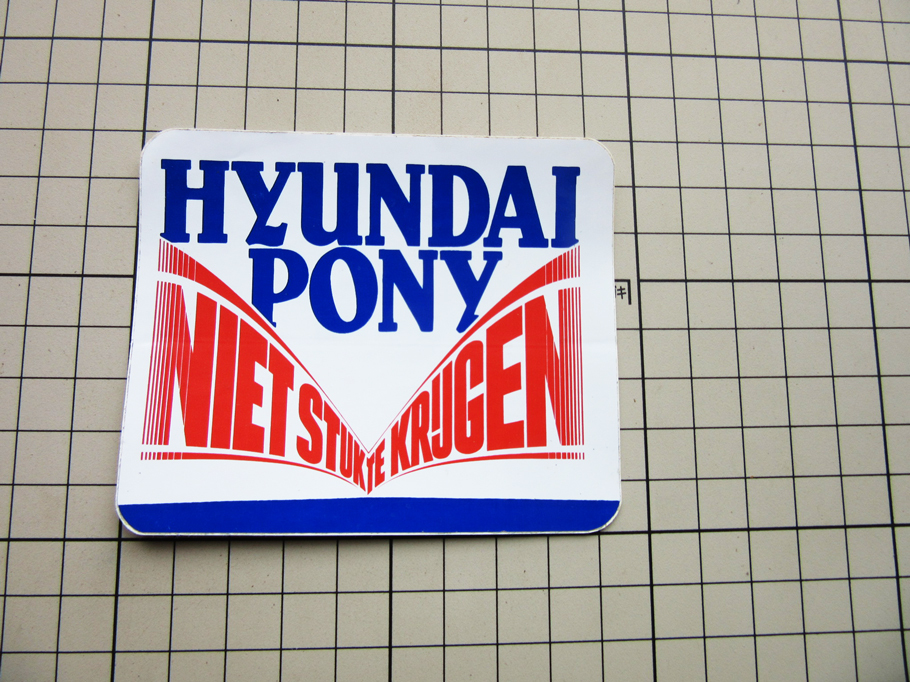 HYUNDAI
PONY
NIET STUK TE KRIJGEN